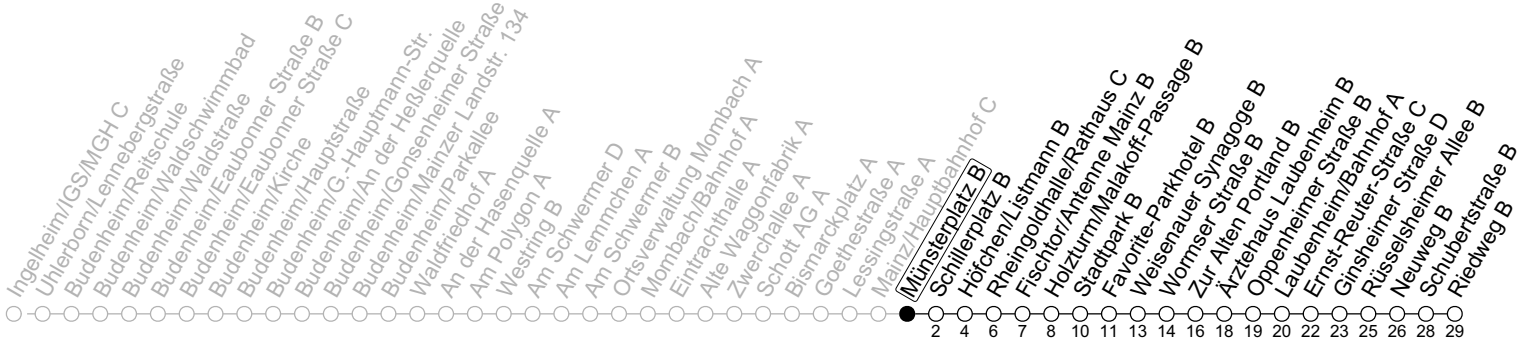 Ingelheim/IGS/MGH C
Uhlerborn/Lennebergstraße
Budenheim/Reitschule
Budenheim/Waldschwimmbad
Budenheim/Waldstraße
Budenheim/Eaubonner Straße B
Budenheim/Eaubonner Straße C
Budenheim/Kirche
Budenheim/Hauptstraße
Budenheim/G.-Hauptmann-Str.
Budenheim/An der Heßlerquelle
Budenheim/Gonsenheimer Straße
Budenheim/Mainzer Landstr. 134
Budenheim/Parkallee
Waldfriedhof A
An der Hasenquelle A
Am Polygon A
Westring B
Am Schwermer D
Am Lemmchen A
Am Schwermer B
Ortsverwaltung Mombach A
Mombach/Bahnhof A
Eintrachthalle A
Alte Waggonfabrik A
Zwerchallee A
Schott AG A
Bismarckplatz A
Goethestraße A
Lessingstraße A
Mainz/Hauptbahnhof C
Münsterplatz B
Schillerplatz B
Höfchen/Listmann B
Rheingoldhalle/Rathaus C
Fischtor/Antenne Mainz B
Holzturm/Malakoff-Passage B
Stadtpark B
Favorite-Parkhotel B
Weisenauer Synagoge B
Wormser Straße B
Zur Alten Portland B
Ärztehaus Laubenheim B
Oppenheimer Straße B
Laubenheim/Bahnhof A
Ernst-Reuter-Straße C
Ginsheimer Straße D
Rüsselsheimer Allee B
Neuweg B
Schubertstraße B
Riedweg B
2 4 6 7 8 10 11 13 14 16 18 19 20 22 23 25 26 28 29